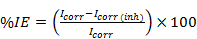 %IE = (I_corr − I_corr (inh) / I_corr) × 100